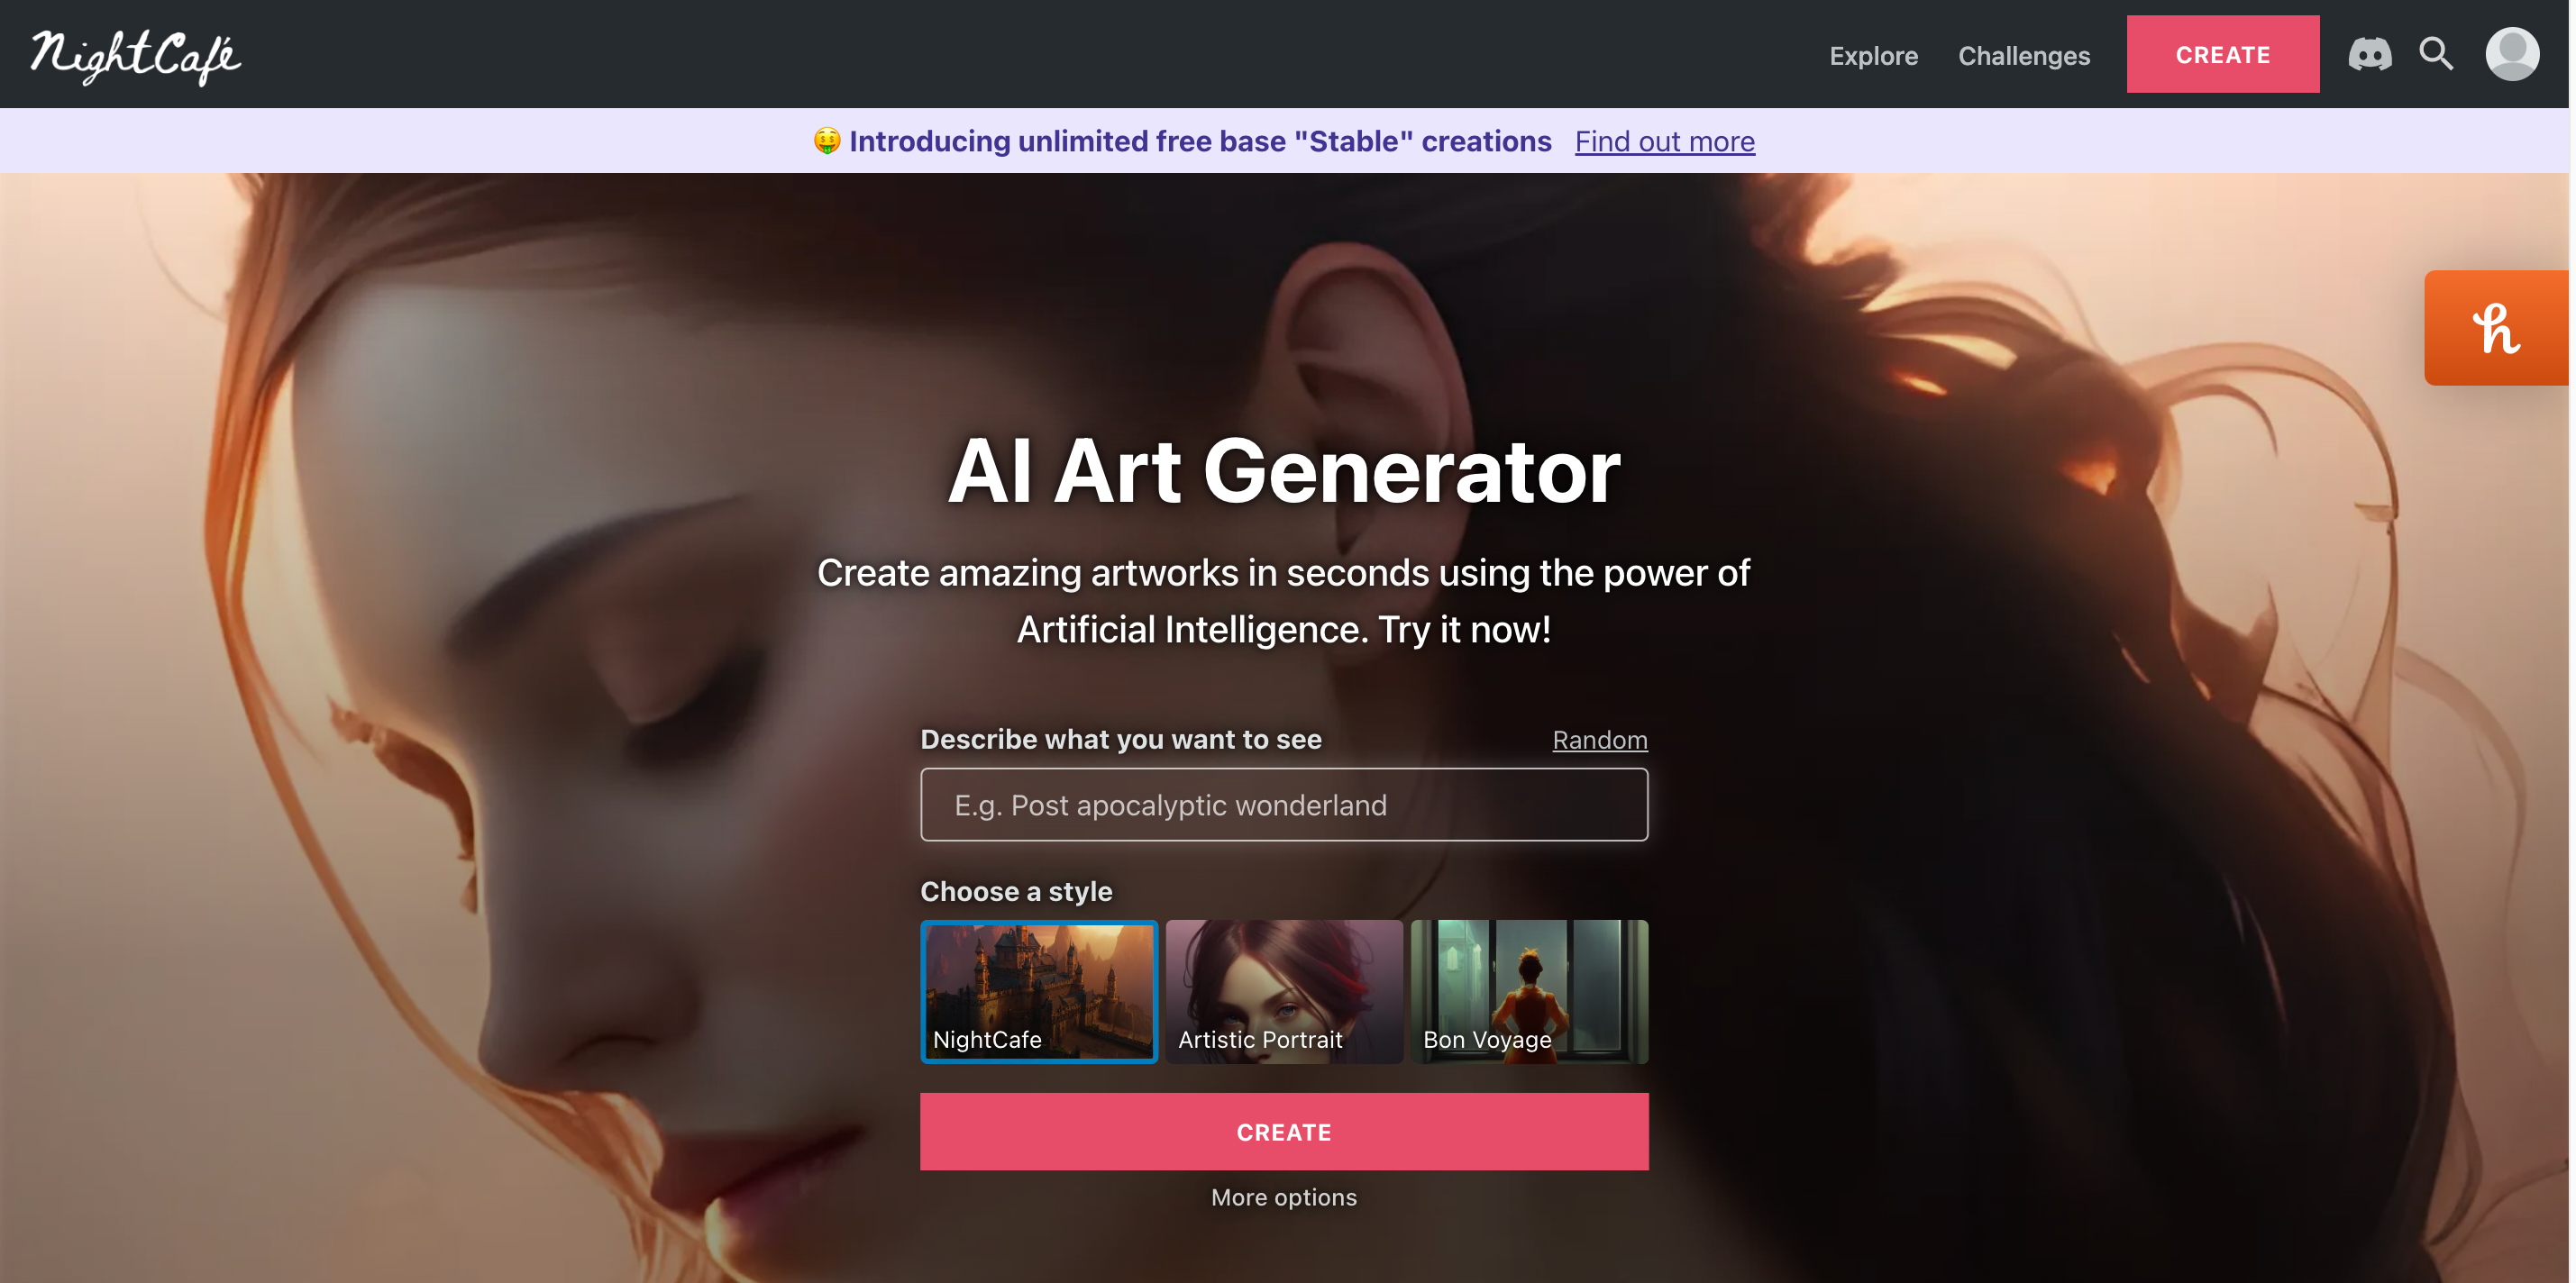 NightCafé
Explore
Challenges
CREATE
Introducing unlimited free base "Stable" creations Find out more
h
AI Art Generator
Create amazing artworks in seconds using the power of
Artificial Intelligence. Try it now!
Describe what you want to see
Random
E.g. Post apocalyptic wonderland
Choose a style
NightCafe
Artistic Portrait
Bon Voyage
CREATE
More options